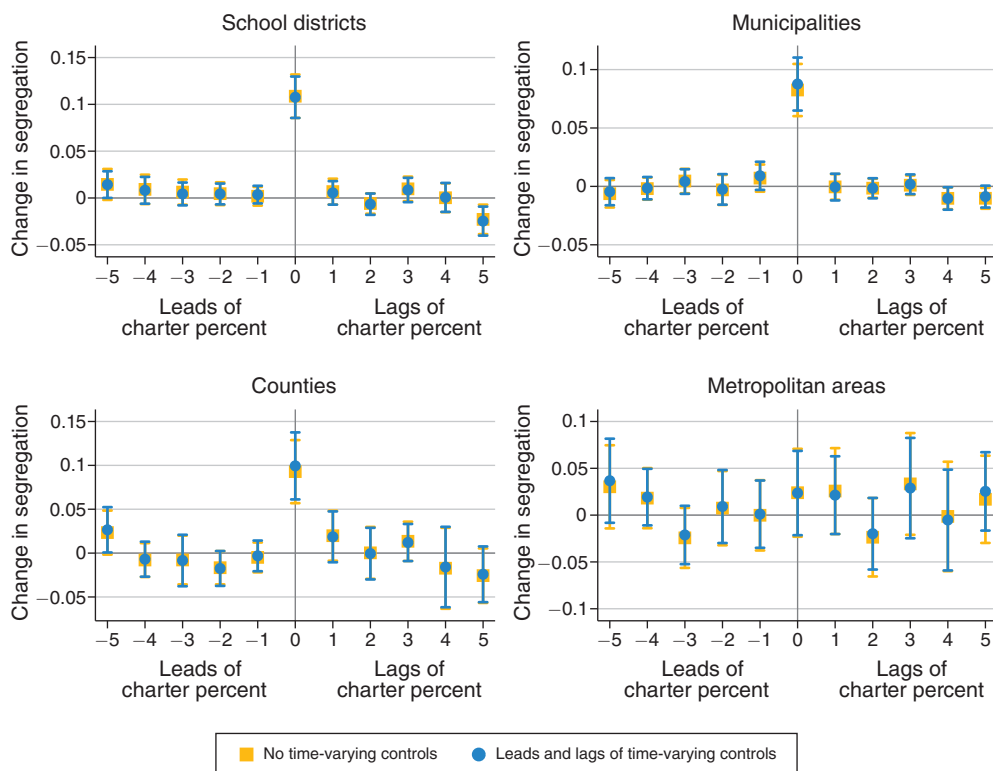 School districts
Change in segregation
0.15
0.1
0.05
0
−0.05
−5 −4 −3 −2 −1 0 1 2 3 4 5
Leads of
charter percent
Lags of
charter percent
Municipalities
Change in segregation
0.1
0.05
0
−0.05
−5 −4 −3 −2 −1 0 1 2 3 4 5
Leads of
charter percent
Lags of
charter percent
Counties
Change in segregation
0.15
0.1
0.05
0
−0.05
−5 −4 −3 −2 −1 0 1 2 3 4 5
Leads of
charter percent
Lags of
charter percent
Metropolitan areas
Change in segregation
0.1
0.05
0
−0.05
−0.1
−5 −4 −3 −2 −1 0 1 2 3 4 5
Leads of
charter percent
Lags of
charter percent
No time-varying controls
Leads and lags of time-varying controls